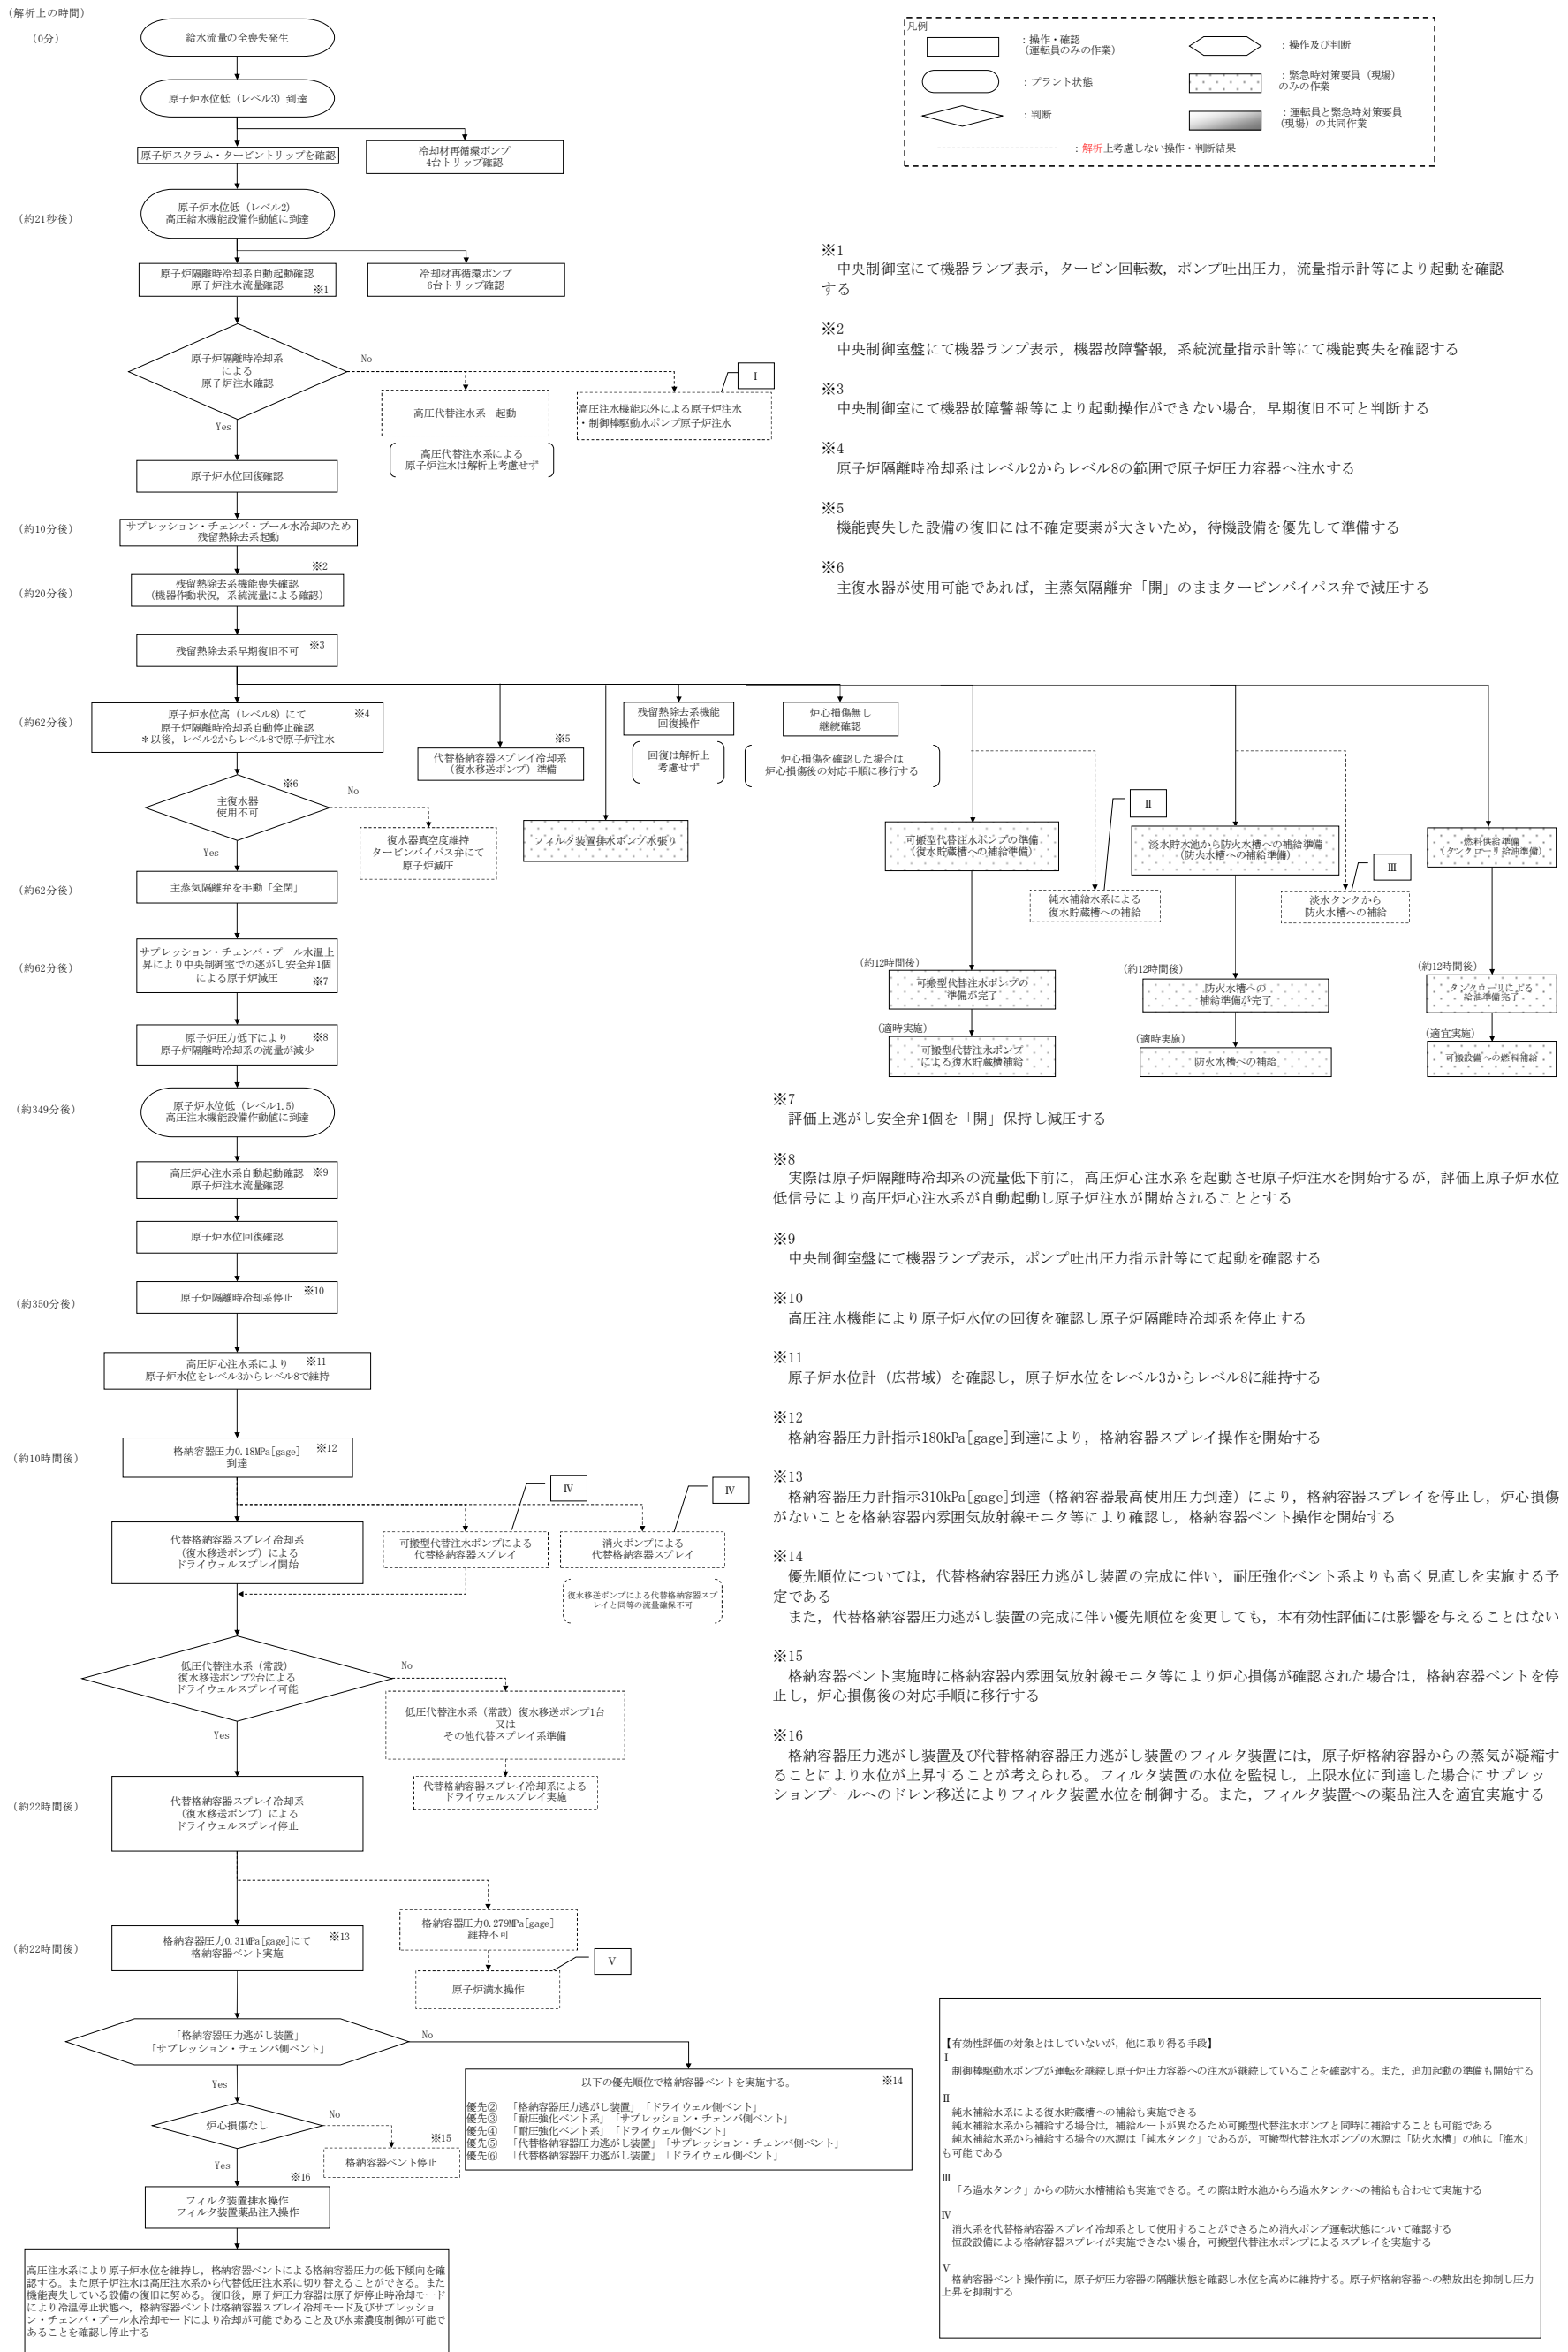 (解析上の時間)
(0分)
給水流量の全喪失発生
原子炉水位低(レベル3)到達
原子炉スクラム・タービントリップを確認
冷却材再循環ポンプ
4台トリップ確認
(約21秒後)
原子炉水位低(レベル2)
高圧給水機能設備作動値に到達
原子炉隔離時冷却系自動起動確認
原子炉注水流量確認
※1
冷却材再循環ポンプ
6台トリップ確認
原子炉隔離時冷却系
による
原子炉注水確認
No
Yes
高圧代替注水系 起動
高圧代替注水系による
原子炉注水は解析上考慮せず
Ⅰ
高圧注水機能以外による原子炉注水
・制御棒駆動水ポンプ原子炉注水
原子炉水位回復確認
(約10分後)
サプレッション・チェンバ・プール水冷却のため
残留熱除去系起動
※2
(約20分後)
残留熱除去系機能喪失確認
(機器作動状況,系統流量による確認)
残留熱除去系早期復旧不可
※3
凡例
:操作・確認
(運転員のみの作業)
:操作及び判断
:プラント状態
:緊急時対策要員(現場)
のみの作業
:判断
:運転員と緊急時対策要員
(現場)の共同作業
:解析上考慮しない操作・判断結果
※1
中央制御室にて機器ランプ表示,タービン回転数,ポンプ吐出圧力,流量指示計等により起動を確認
する
※2
中央制御室盤にて機器ランプ表示,機器故障警報,系統流量指示計等にて機能喪失を確認する
※3
中央制御室にて機器故障警報等により起動操作ができない場合,早期復旧不可と判断する
※4
原子炉隔離時冷却系はレベル2からレベル8の範囲で原子炉圧力容器へ注水する
※5
機能喪失した設備の復旧には不確定要素が大きいため,待機設備を優先して準備する
※6
主復水器が使用可能であれば,主蒸気隔離弁「開」のままタービンバイパス弁で減圧する
(約62分後)
原子炉水位高(レベル8)にて
原子炉隔離時冷却系自動停止確認
*以後,レベル2からレベル8で原子炉注水
※4
※5
代替格納容器スプレイ冷却系
(復水移送ポンプ)準備
残留熱除去系機能
回復操作
回復は解析上
考慮せず
炉心損傷無し
継続確認
炉心損傷を確認した場合は
炉心損傷後の対応手順に移行する
主復水器
使用不可
※6
No
Yes
復水器真空度維持
タービンバイパス弁にて
原子炉減圧
フィルタ装置排水ポンプ水張り
可搬型代替注水ポンプの準備
(復水貯蔵槽への補給準備)
Ⅱ
純水補給水系による
復水貯蔵槽への補給
淡水貯水池から防火水槽への補給準備
(防火水槽への補給準備)
Ⅲ
淡水タンクから
防火水槽への補給
燃料供給準備
(タンクローリ給油準備)
(約62分後)
主蒸気隔離弁を手動「全閉」
(約62分後)
サプレッション・チェンバ・プール水温上
昇により中央制御室での逃がし安全弁1個
による原子炉減圧
※7
(約12時間後)
可搬型代替注水ポンプの
準備が完了
(適時実施)
可搬型代替注水ポンプ
による復水貯蔵槽補給
(約12時間後)
防火水槽への
補給準備が完了
(適時実施)
防火水槽への補給
(約12時間後)
タンクローリによる
給油準備完了
(適宜実施)
可搬設備への燃料補給
原子炉圧力低下により
原子炉隔離時冷却系の流量が減少
※8
(約349分後)
原子炉水位低(レベル1.5)
高圧注水機能設備作動値に到達
高圧炉心注水系自動起動確認
原子炉注水流量確認
※9
原子炉水位回復確認
(約350分後)
原子炉隔離時冷却系停止
※10
高圧炉心注水系により
原子炉水位をレベル3からレベル8で維持
※11
(約10時間後)
格納容器圧力0.18MPa[gage]
到達
※12
代替格納容器スプレイ冷却系
(復水移送ポンプ)による
ドライウェルスプレイ開始
Ⅳ
可搬型代替注水ポンプによる
代替格納容器スプレイ
Ⅳ
消火ポンプによる
代替格納容器スプレイ
復水移送ポンプによる代替格納容器スプ
レイと同等の流量確保不可
低圧代替注水系(常設)
復水移送ポンプ2台による
ドライウェルスプレイ可能
No
Yes
低圧代替注水系(常設)復水移送ポンプ1台
又は
その他代替スプレイ系準備
代替格納容器スプレイ冷却系による
ドライウェルスプレイ実施
(約22時間後)
代替格納容器スプレイ冷却系
(復水移送ポンプ)による
ドライウェルスプレイ停止
格納容器圧力0.279MPa[gage]
維持不可
Ⅴ
原子炉満水操作
(約22時間後)
格納容器圧力0.31MPa[gage]にて
格納容器ベント実施
※13
「格納容器圧力逃がし装置」
「サプレッション・チェンバ側ベント」
No
Yes
以下の優先順位で格納容器ベントを実施する。
※14
優先② 「格納容器圧力逃がし装置」「ドライウェル側ベント」
優先③ 「耐圧強化ベント系」「サプレッション・チェンバ側ベント」
優先④ 「耐圧強化ベント系」「ドライウェル側ベント」
優先⑤ 「代替格納容器圧力逃がし装置」「サプレッション・チェンバ側ベント」
優先⑥ 「代替格納容器圧力逃がし装置」「ドライウェル側ベント」
炉心損傷なし
No
Yes
※15
格納容器ベント停止
※16
フィルタ装置排水操作
フィルタ装置薬品注入操作
高圧注水系により原子炉水位を維持し,格納容器ベントによる格納容器圧力の低下傾向を確
認する。また原子炉注水は高圧注水系から代替低圧注水系に切り替えることができる。また
機能喪失している設備の復旧に努める。復旧後,原子炉圧力容器は原子炉停止時冷却モード
により冷温停止状態へ,格納容器ベントは格納容器スプレイ冷却モード及びサプレッショ
ン・チェンバ・プール水冷却モードにより冷却が可能であること及び水素濃度制御が可能で
あることを確認し停止する
※7
評価上逃がし安全弁1個を「開」保持し減圧する
※8
実際は原子炉隔離時冷却系の流量低下前に,高圧炉心注水系を起動させ原子炉注水を開始するが,評価上原子炉水位
低信号により高圧炉心注水系が自動起動し原子炉注水が開始されることとする
※9
中央制御室盤にて機器ランプ表示,ポンプ吐出圧力指示計等にて起動を確認する
※10
高圧注水機能により原子炉水位の回復を確認し原子炉隔離時冷却系を停止する
※11
原子炉水位計(広帯域)を確認し,原子炉水位をレベル3からレベル8に維持する
※12
格納容器圧力計指示180kPa[gage]到達により,格納容器スプレイ操作を開始する
※13
格納容器圧力計指示310kPa[gage]到達(格納容器最高使用圧力到達)により,格納容器スプレイを停止し,炉心損傷
がないことを格納容器内雰囲気放射線モニタ等により確認し,格納容器ベント操作を開始する
※14
優先順位については,代替格納容器圧力逃がし装置の完成に伴い,耐圧強化ベント系よりも高く見直しを実施する予
定である
また,代替格納容器圧力逃がし装置の完成に伴い優先順位を変更しても,本有効性評価には影響を与えることはない
※15
格納容器ベント実施時に格納容器内雰囲気放射線モニタ等により炉心損傷が確認された場合は,格納容器ベントを停
止し,炉心損傷後の対応手順に移行する
※16
格納容器圧力逃がし装置及び代替格納容器圧力逃がし装置のフィルタ装置には,原子炉格納容器からの蒸気が凝縮す
ることにより水位が上昇することが考えられる。フィルタ装置の水位を監視し,上限水位に到達した場合にサプレッ
ションプールへのドレン移送によりフィルタ装置水位を制御する。また,フィルタ装置への薬品注入を適宜実施する
【有効性評価の対象とはしていないが,他に取り得る手段】
Ⅰ
制御棒駆動水ポンプが運転を継続し原子炉圧力容器への注水が継続していることを確認する。また,追加起動の準備も開始する
Ⅱ
純水補給水系による復水貯蔵槽への補給も実施できる
純水補給水系から補給する場合は,補給ルートが異なるため可搬型代替注水ポンプと同時に補給することも可能である
純水補給水系から補給する場合の水源は「純水タンク」であるが,可搬型代替注水ポンプの水源は「防火水槽」の他に「海水」
も可能である
Ⅲ
「ろ過水タンク」からの防火水槽補給も実施できる。その際は貯水池からろ過水タンクへの補給も合わせて実施する
Ⅳ
消火系を代替格納容器スプレイ冷却系として使用することができるため消火ポンプ運転状態について確認する
恒設設備による格納容器スプレイが実施できない場合,可搬型代替注水ポンプによるスプレイを実施する
Ⅴ
格納容器ベント操作前に,原子炉圧力容器の隔離状態を確認し水位を高めに維持する。原子炉格納容器への熱放出を抑制し圧力
上昇を抑制する